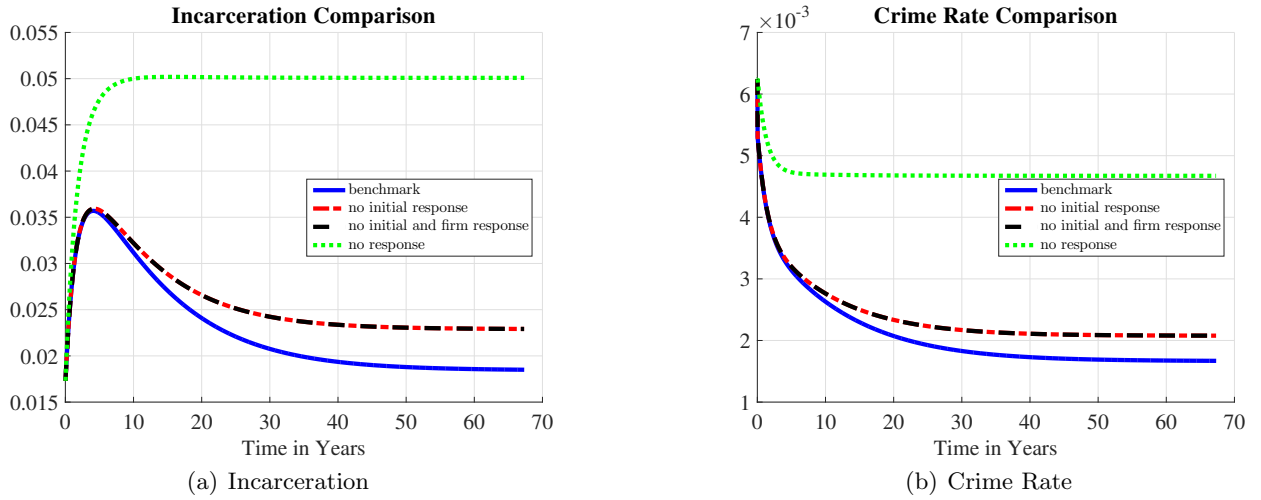 Incarceration Comparison
0.055
0.05
0.045
0.04
0.035
0.03
0.025
0.02
0.015
benchmark
no initial response
no initial and firm response
no response
0 10 20 30 40 50 60 70
Time in Years
(a) Incarceration
Crime Rate Comparison
×10-3
7
6
5
4
3
2
1
benchmark
no initial response
no initial and firm response
no response
0 10 20 30 40 50 60 70
Time in Years
(b) Crime Rate